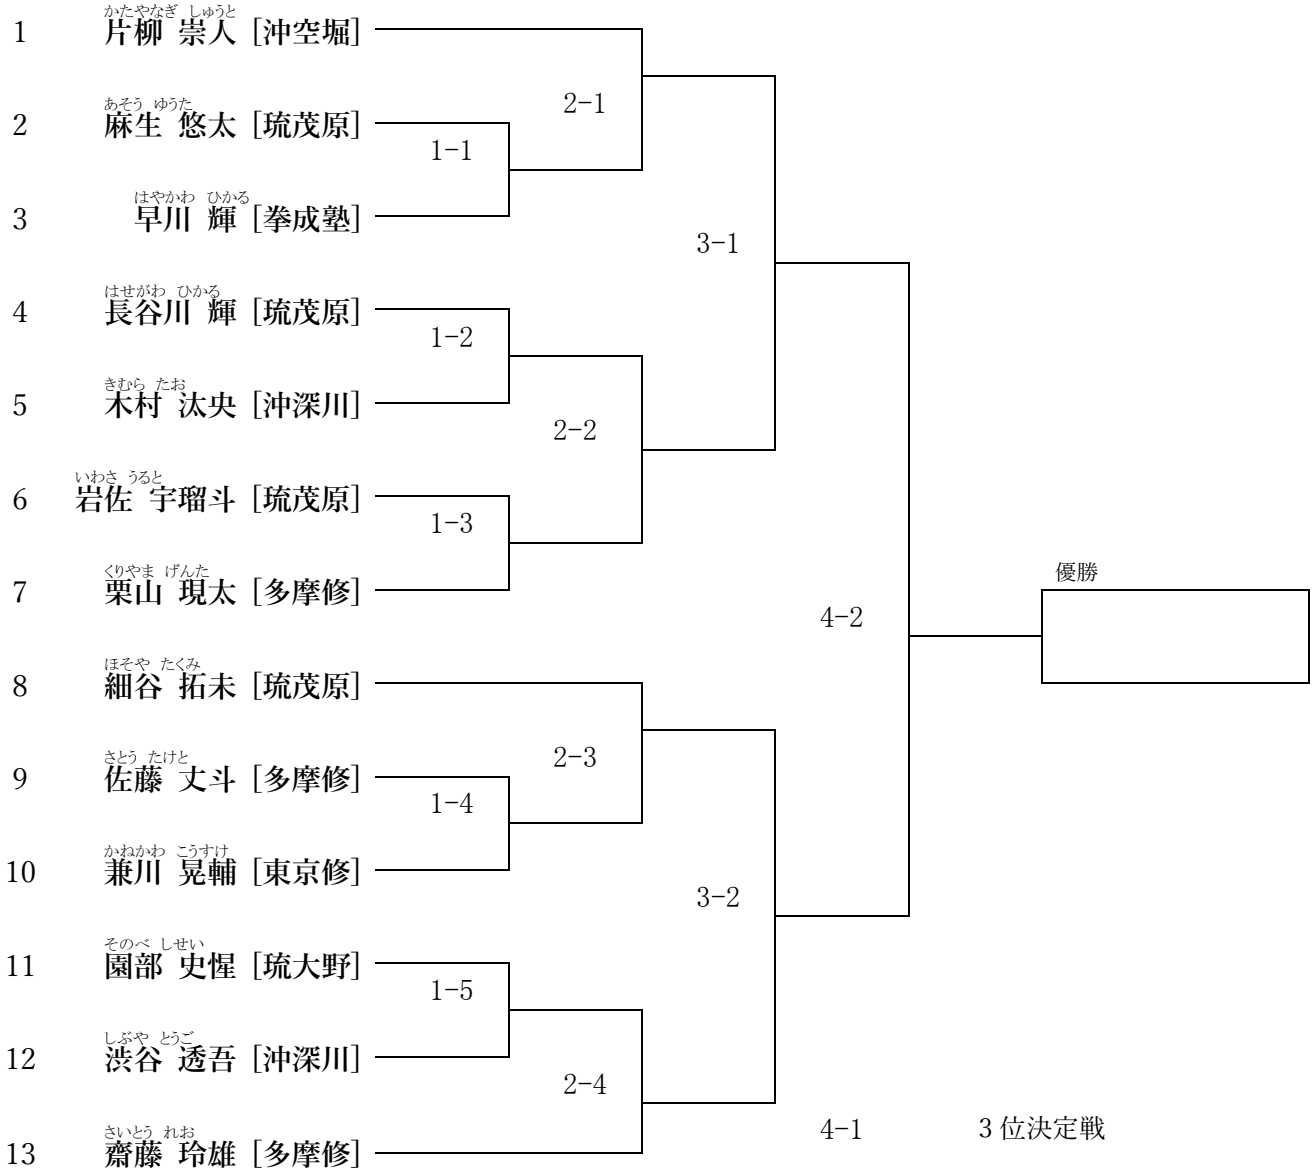 かたやなぎ しゅうと
1 片柳 崇人 [沖空堀]
2-1
あそう ゆうた
2 麻生 悠太 [琉茂原]
1-1
はやかわ ひかる
3 早川 輝 [拳成塾]
3-1
はせがわ ひかる
4 長谷川 輝 [琉茂原]
1-2
きむら たお
5 木村 汰央 [沖深川]
2-2
いわさ うると
6 岩佐 宇瑠斗 [琉茂原]
1-3
くりやま げんた
7 栗山 現太 [多摩修]
優勝
4-2
ほそや たくみ
8 細谷 拓未 [琉茂原]
2-3
さとう たけと
9 佐藤 丈斗 [多摩修]
1-4
かねかわ こうすけ
10 兼川 晃輔 [東京修]
3-2
そのべ しせい
11 園部 史惺 [琉大野]
1-5
しぶや とうご
12 渋谷 透吾 [沖深川]
2-4
4-1 3位決定戦
さいとう れお
13 齋藤 玲雄 [多摩修]